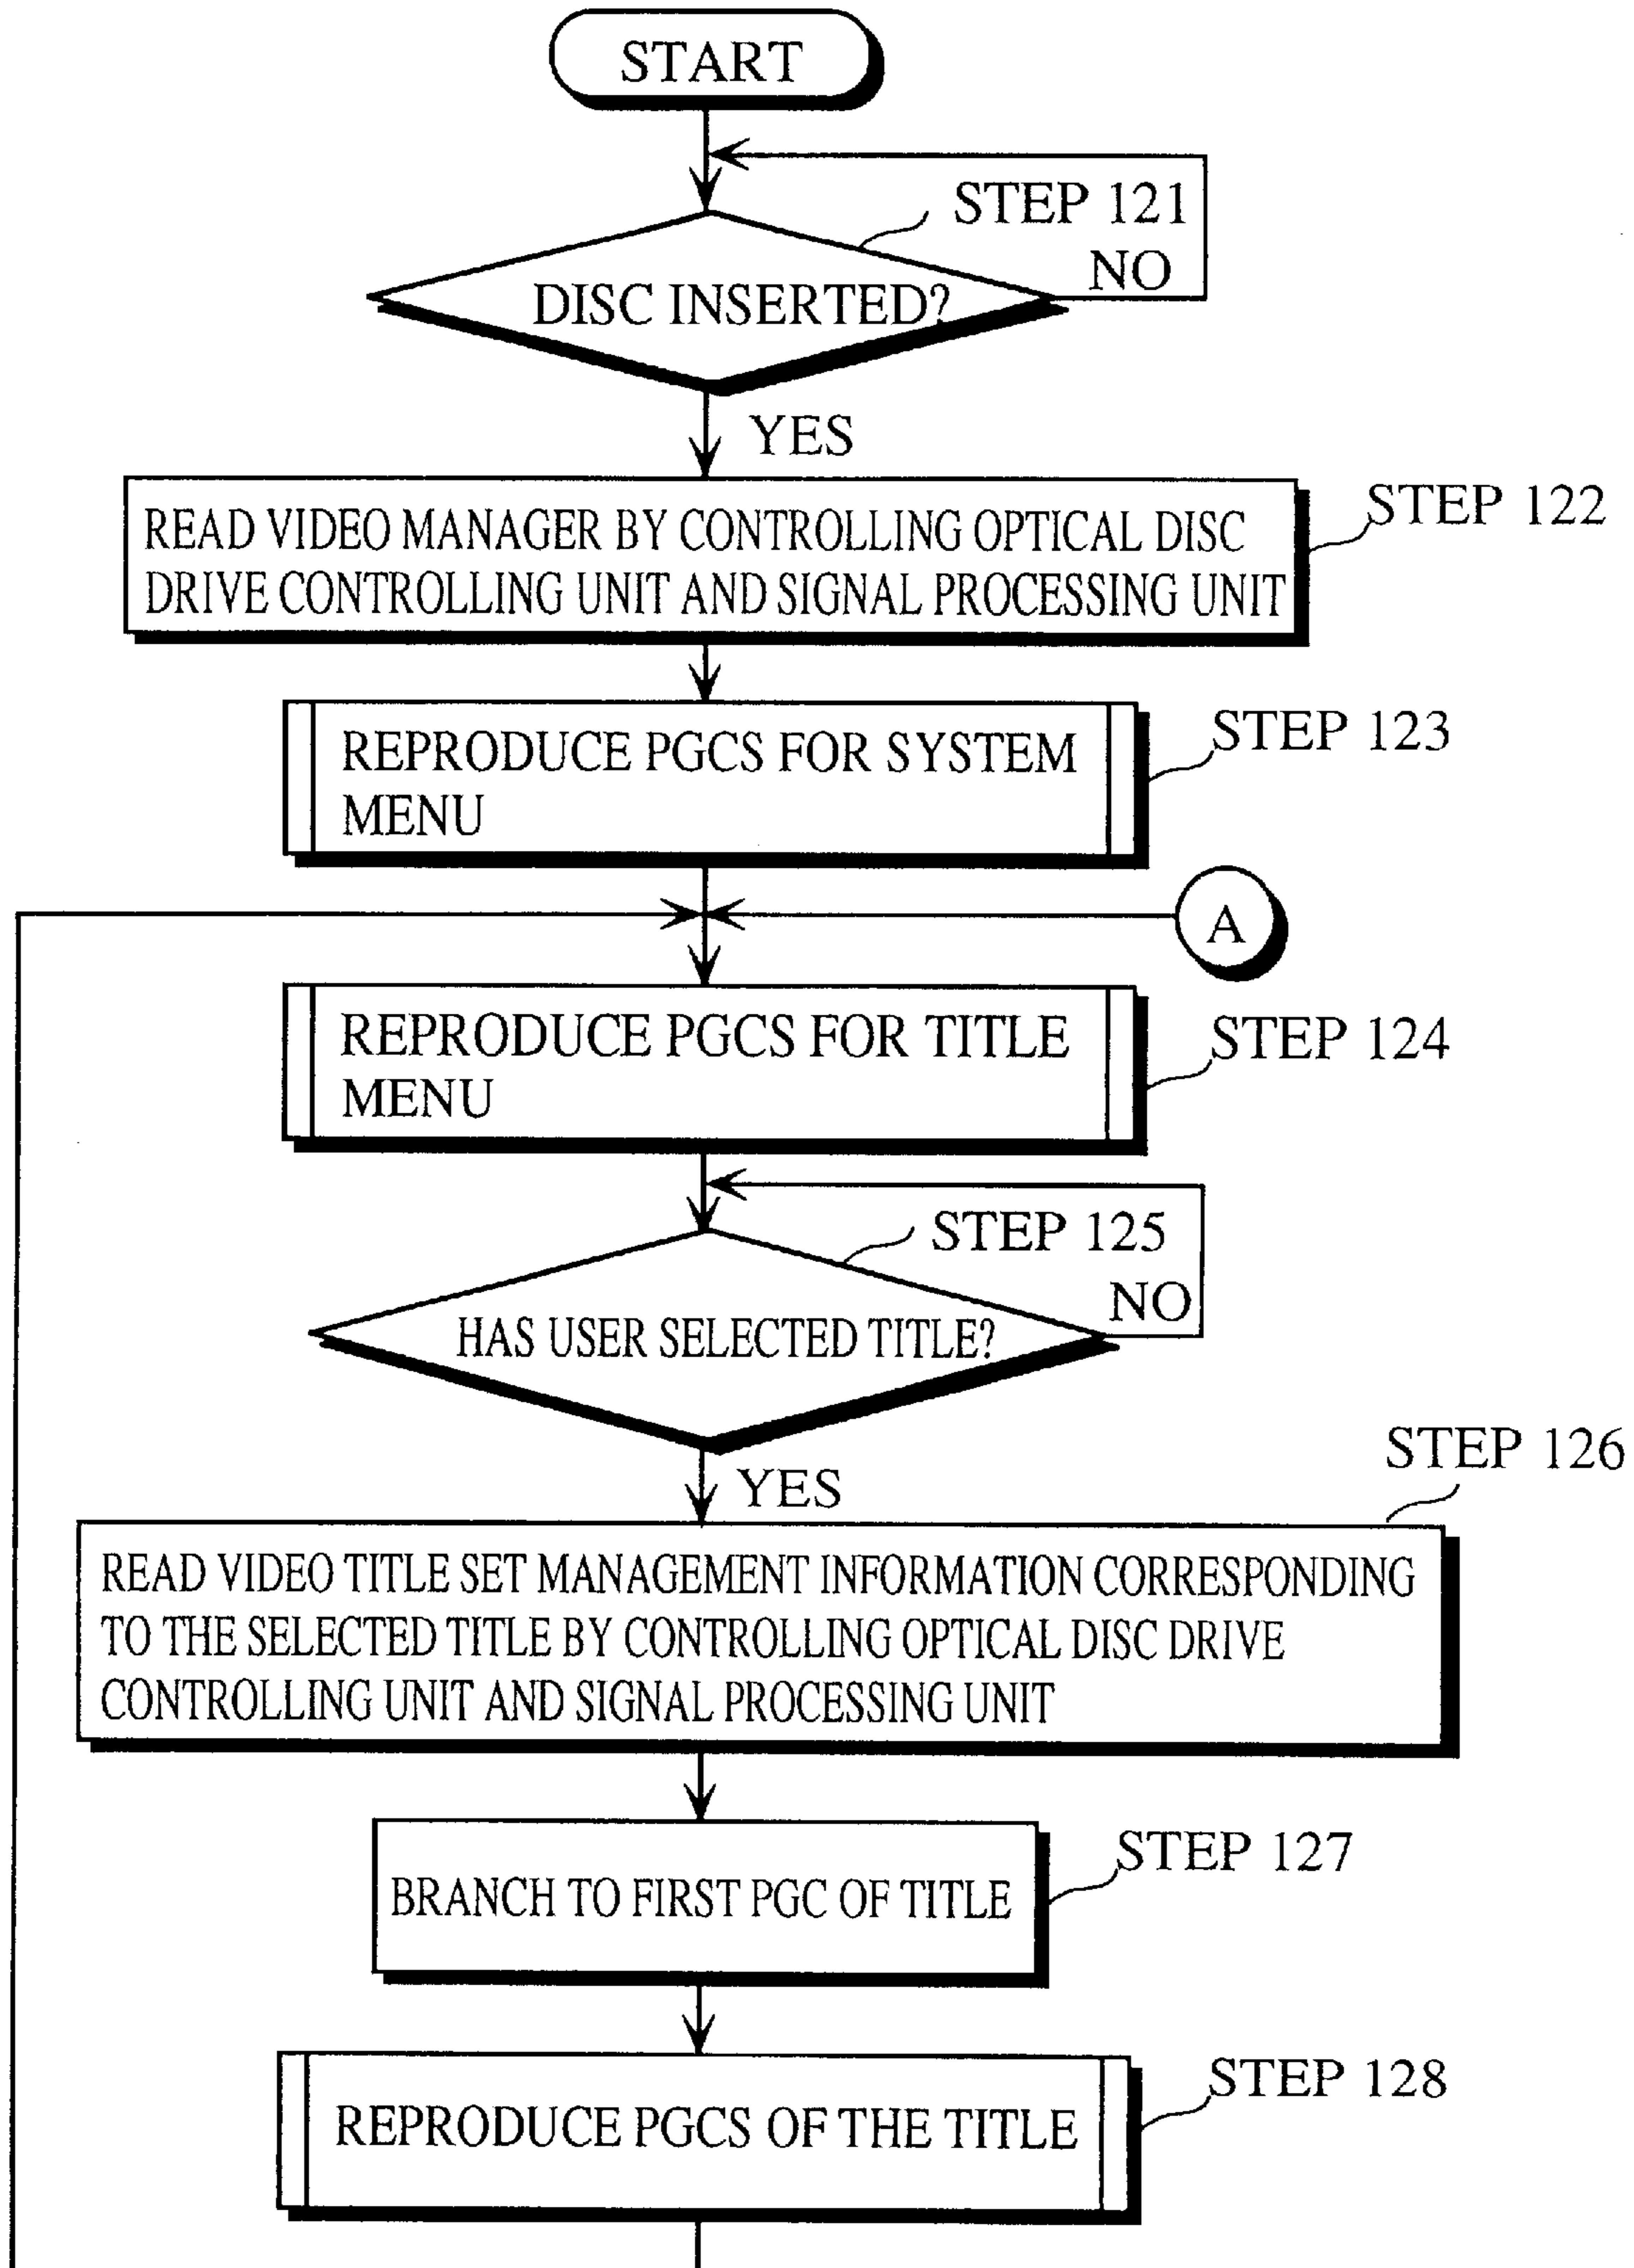 START
STEP 121
NO
DISC INSERTED?
YES
STEP 122
READ VIDEO MANAGER BY CONTROLLING OPTICAL DISC
DRIVE CONTROLLING UNIT AND SIGNAL PROCESSING UNIT
STEP 123
REPRODUCE PGCS FOR SYSTEM
MENU
A
STEP 124
REPRODUCE PGCS FOR TITLE
MENU
STEP 125
NO
HAS USER SELECTED TITLE?
YES
STEP 126
READ VIDEO TITLE SET MANAGEMENT INFORMATION CORRESPONDING
TO THE SELECTED TITLE BY CONTROLLING OPTICAL DISC DRIVE
CONTROLLING UNIT AND SIGNAL PROCESSING UNIT
STEP 127
BRANCH TO FIRST PGC OF TITLE
STEP 128
REPRODUCE PGCS OF THE TITLE